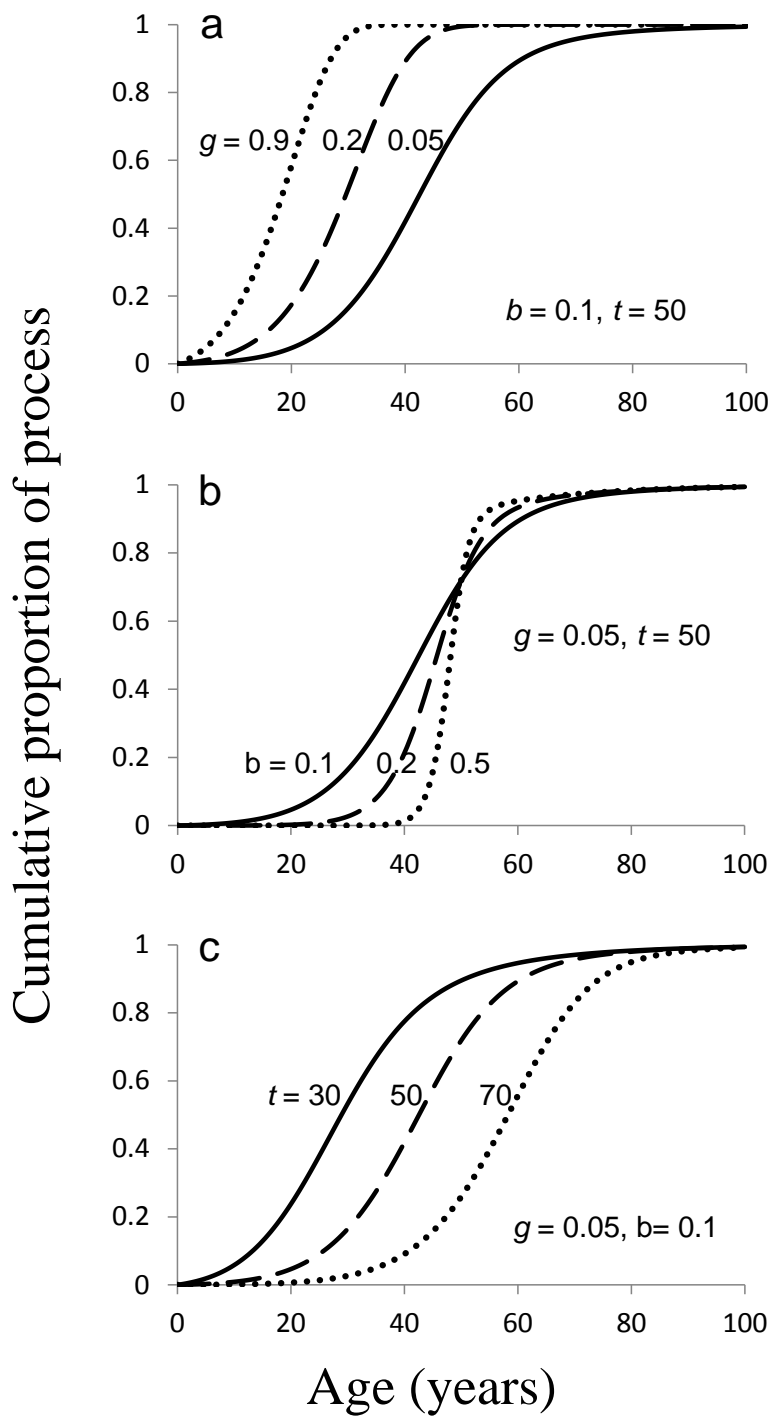 Cumulative proportion of process
a
1
0.8
0.6
0.4
0.2
0
g = 0.9 0.2 0.05
b = 0.1, t = 50
0 20 40 60 80 100
b
1
0.8
0.6
0.4
0.2
0
g = 0.05, t = 50
b = 0.1 0.2 0.5
0 20 40 60 80 100
c
1
0.8
0.6
0.4
0.2
0
t = 30 50 70
g = 0.05, b= 0.1
0 20 40 60 80 100
Age (years)